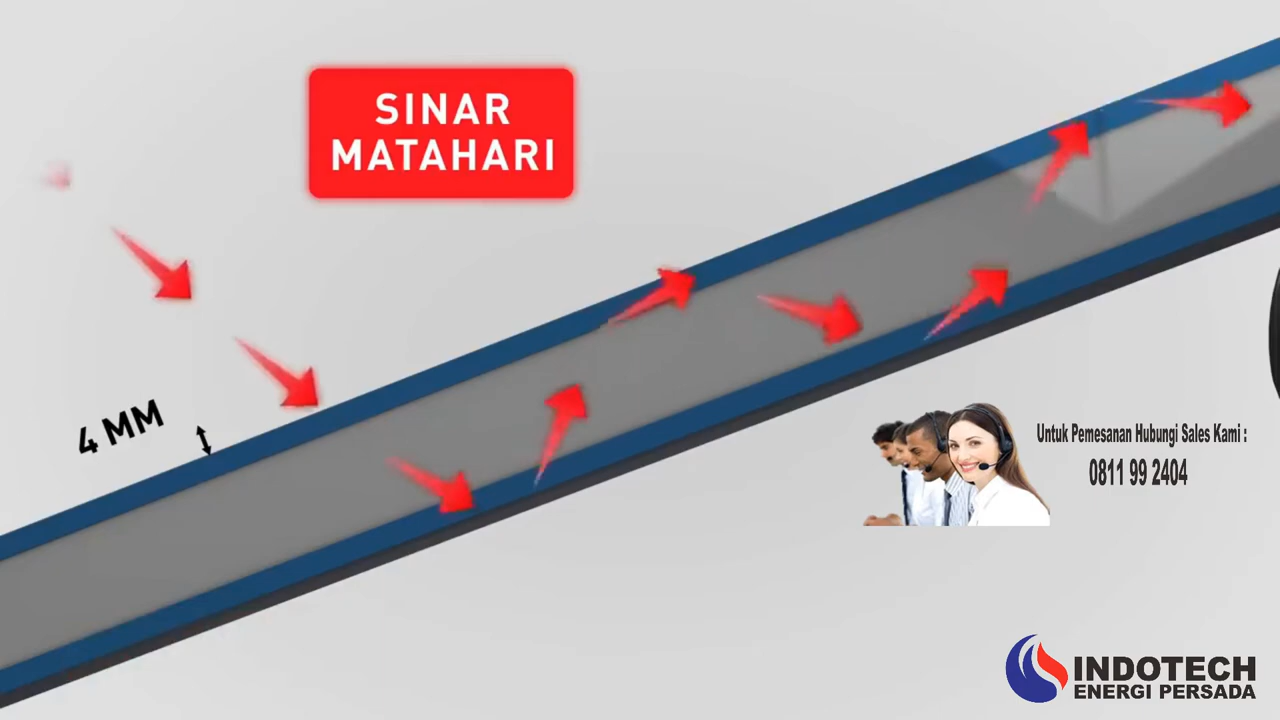 SINAR
MATAHARI
4 MM
Untuk Pemesanan Hubungi Sales Kami :
0811 99 2404
INDOTECH
ENERGI PERSADA